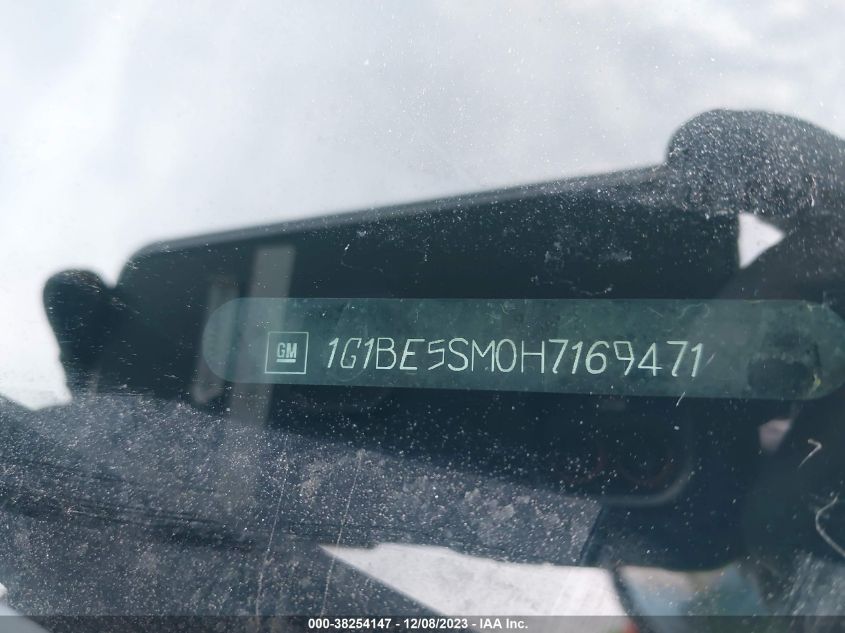 GM 1G1BE5SM0H7169471
000-38254147 - 12/08/2023 - IAA Inc.